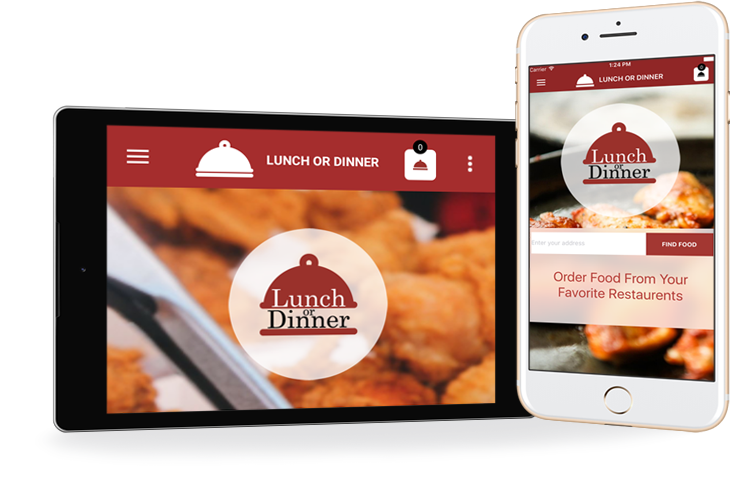 0
LUNCH OR DINNER
Lunch
or
Dinner
Carrier
1:24 PM
0
LUNCH OR DINNER
Lunch
or
Dinner
Enter your address
FIND FOOD
Order Food From Your
Favorite Restaurents